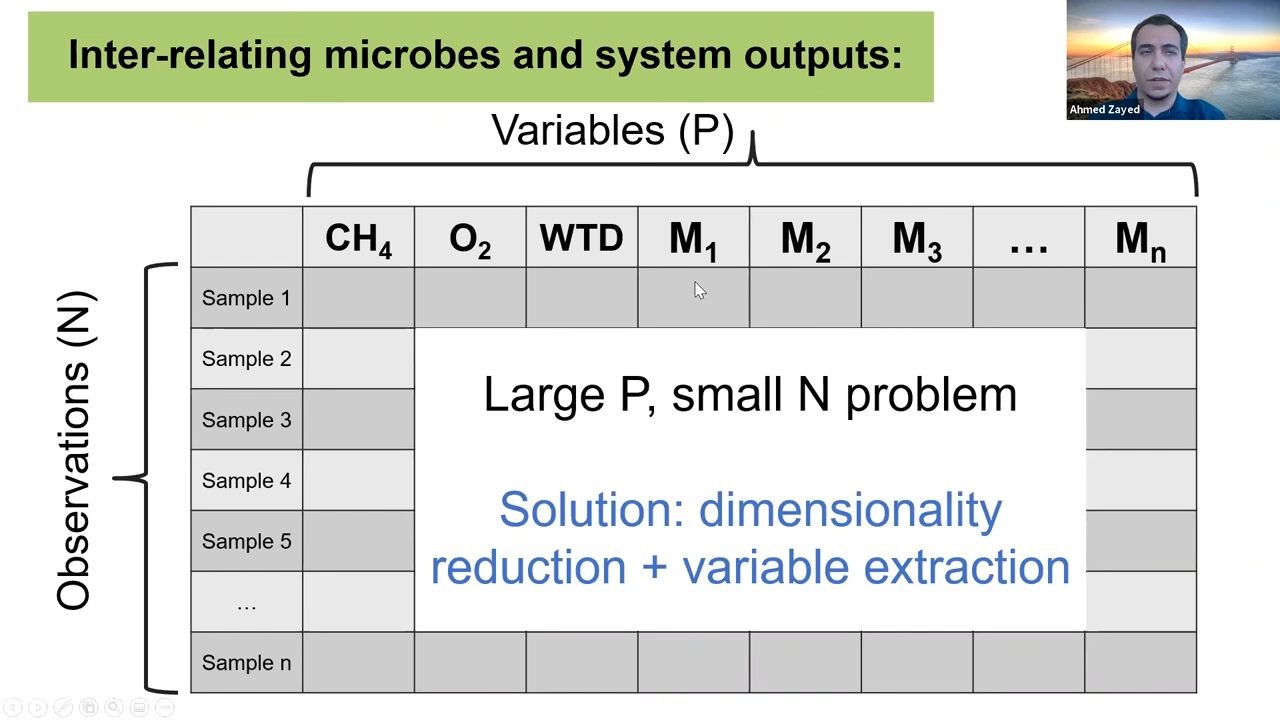 Inter-relating microbes and system outputs:
Ahmed Zayed
Variables (P)
CH₄ O₂ WTD M₁ M₂ M₃ … Mₙ
Observations (N)
Sample 1
Sample 2
Sample 3
Sample 4
Sample 5
…
Sample n
Large P, small N problem
Solution: dimensionality
reduction + variable extraction